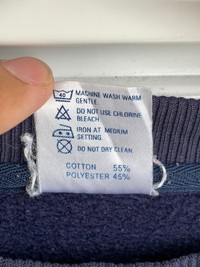 40
MACHINE WASH WARM
GENTLE
DO NOT USE CHLORINE
BLEACH
IRON AT MEDIUM
SETTING
DO NOT DRY CLEAN
COTTON 55%
POLYESTER 45%